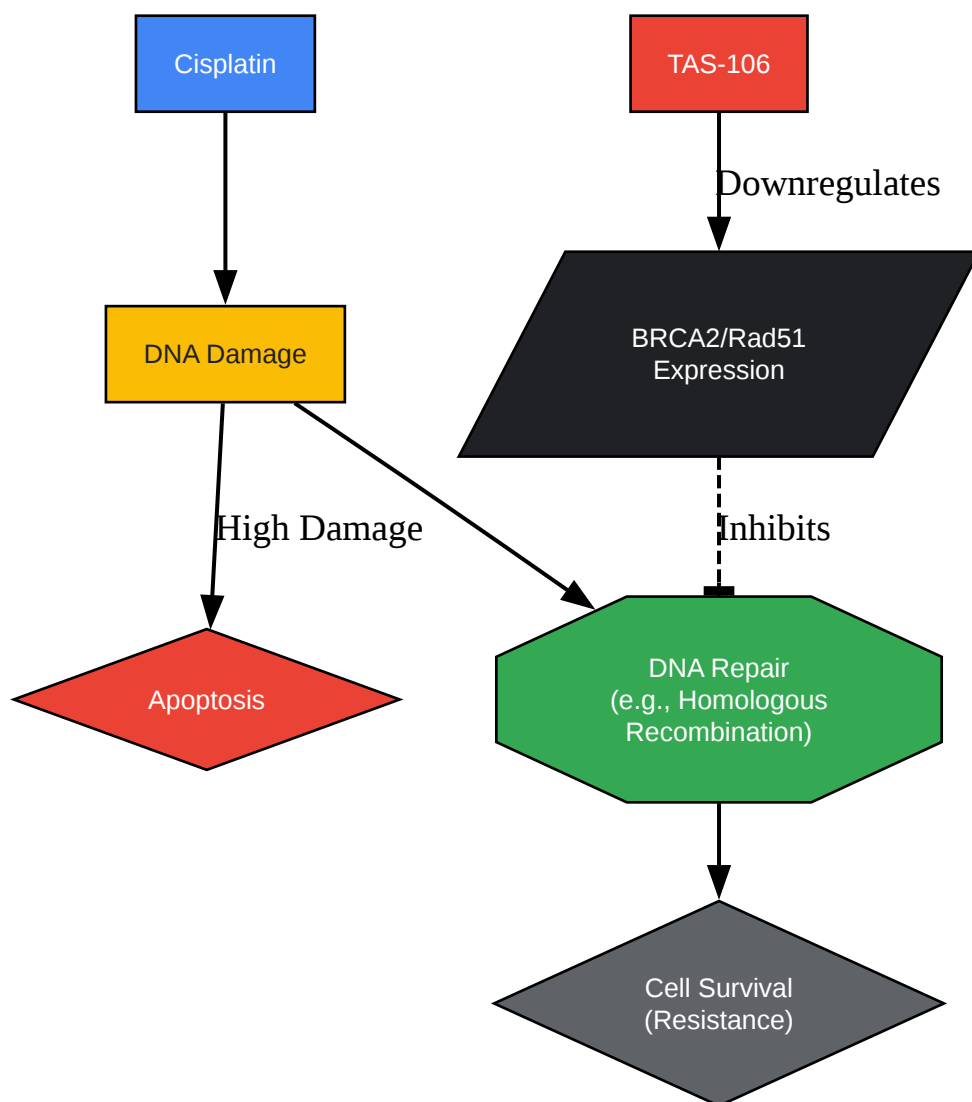 Cisplatin
TAS-106
Downregulates
DNA Damage
BRCA2/Rad51
Expression
High Damage
Inhibits
Apoptosis
DNA Repair
(e.g., Homologous
Recombination)
Cell Survival
(Resistance)